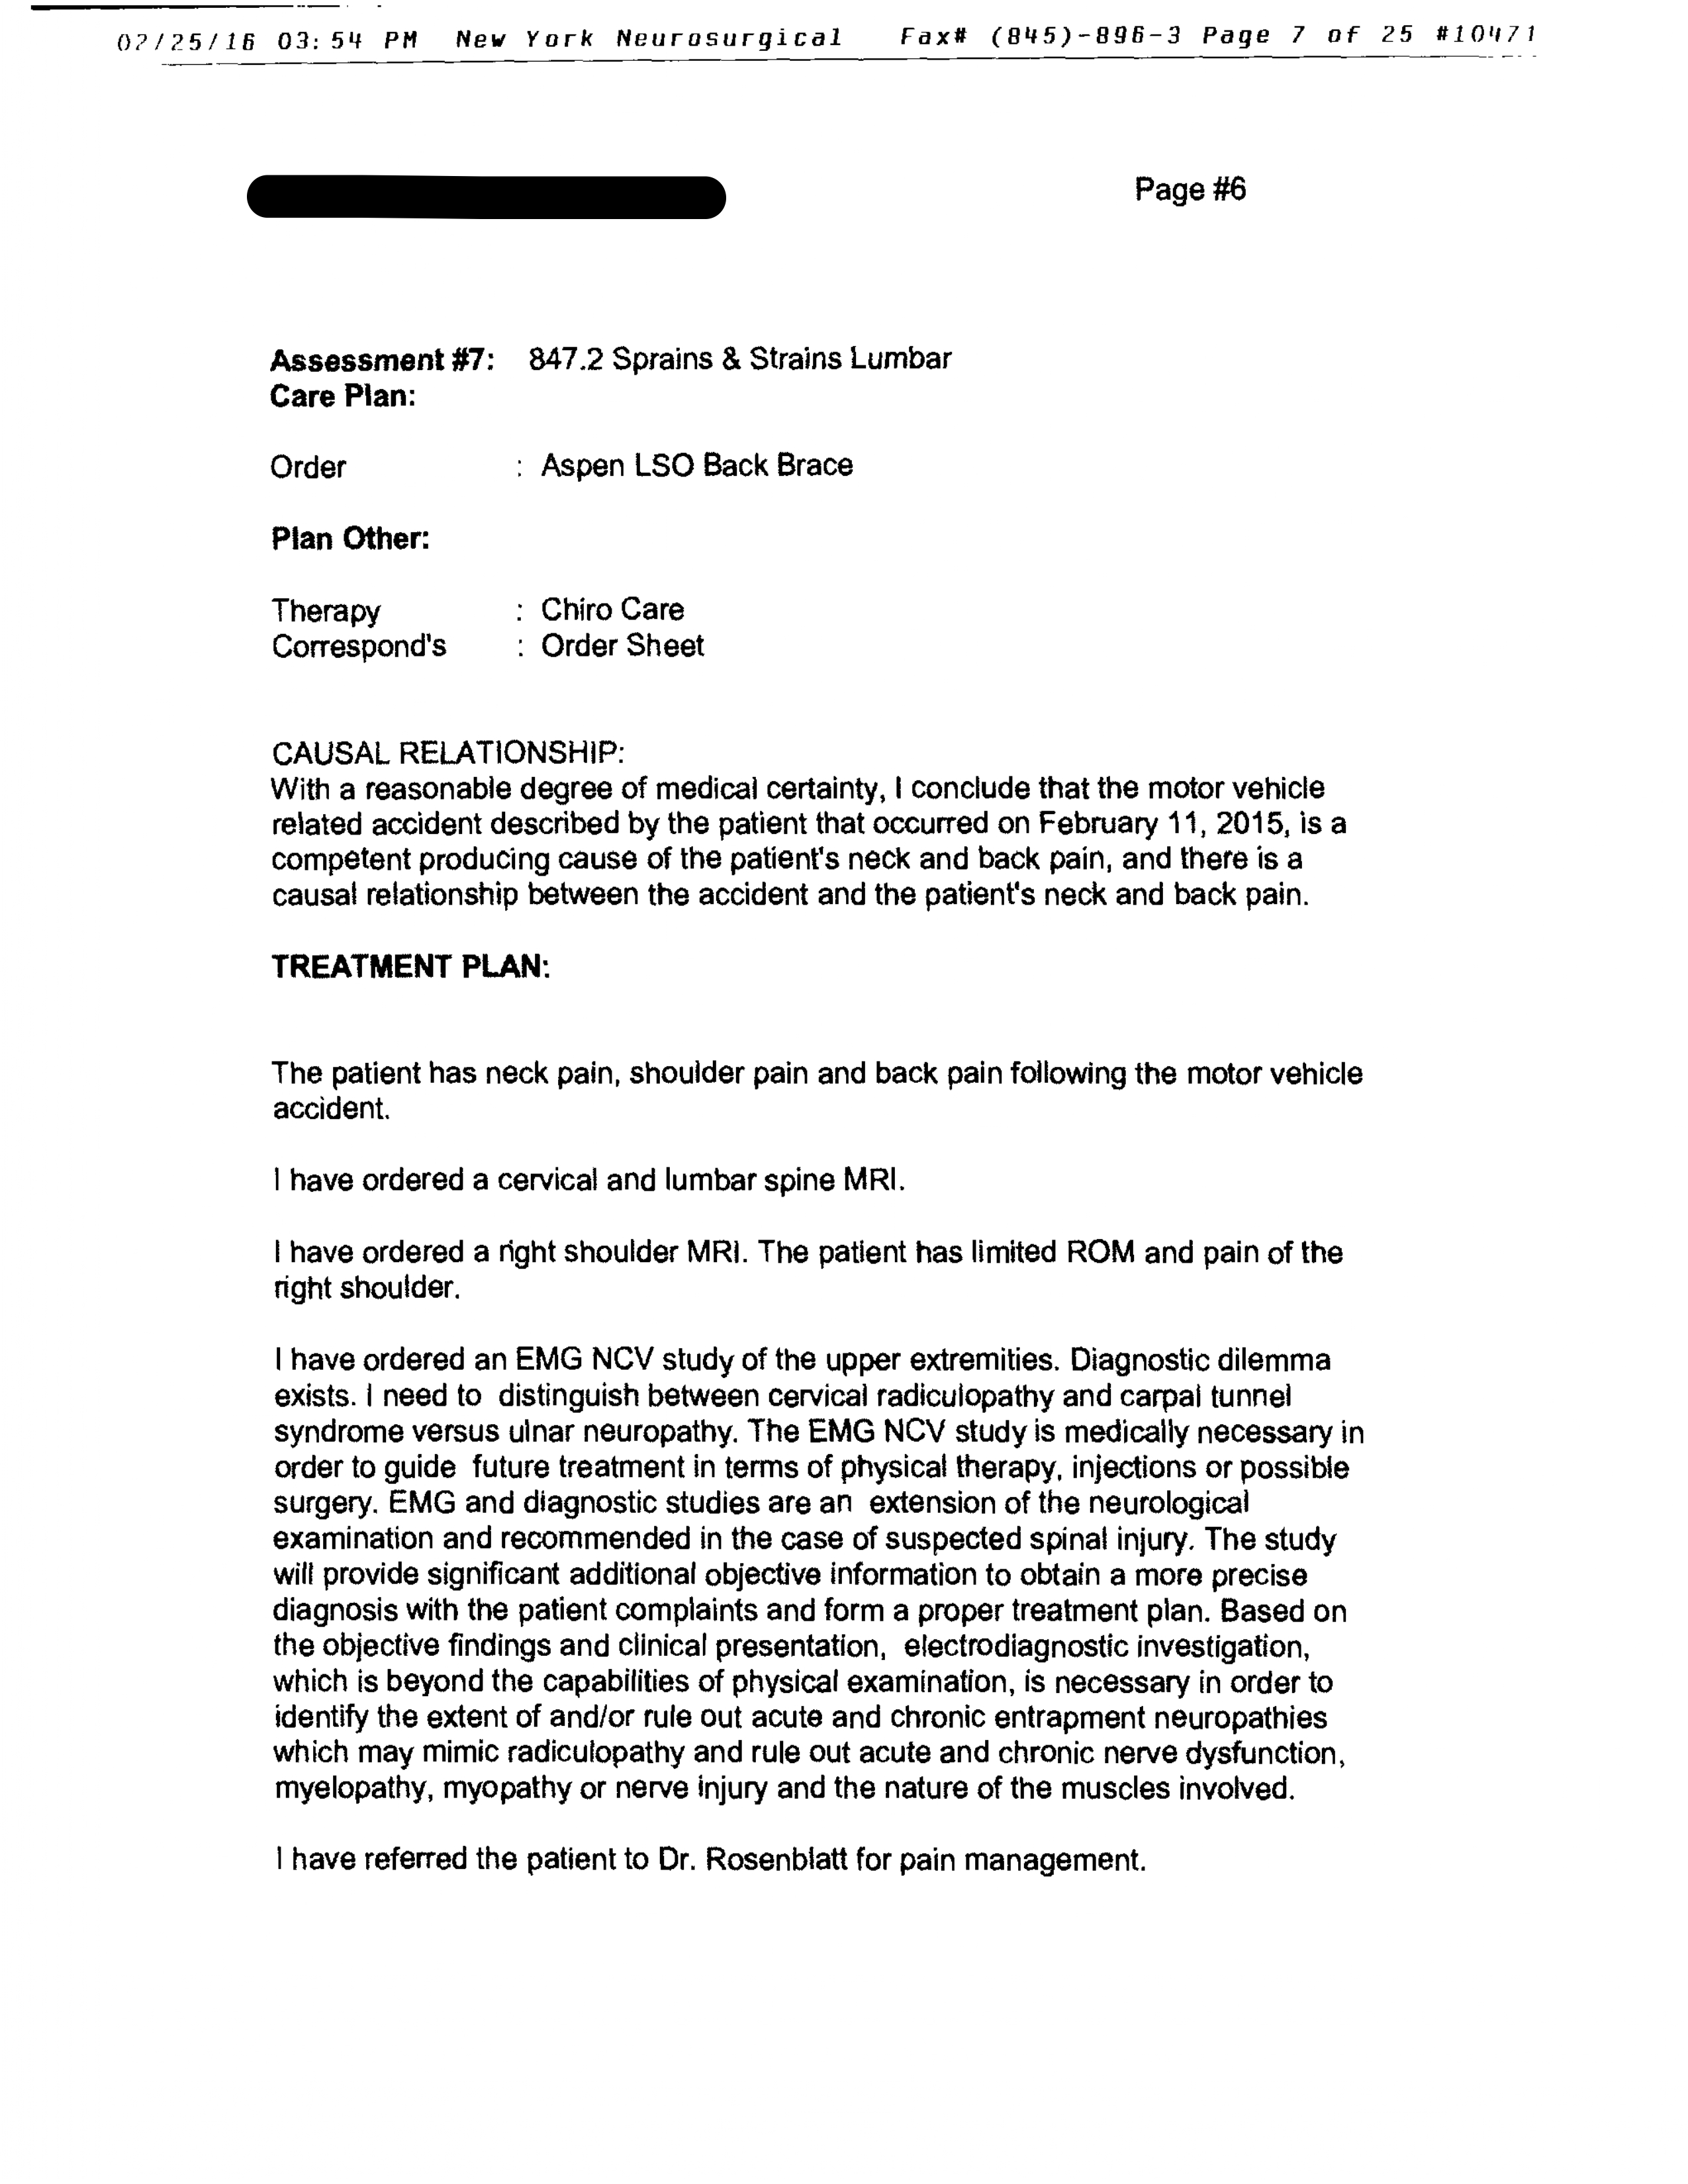 02/25/16 03:54 PM New York Neurosurgical Fax# (845)-896-3 Page 7 of 25 #10471
Page #6
Assessment #7: 847.2 Sprains & Strains Lumbar
Care Plan:
Order : Aspen LSO Back Brace
Plan Other:
Therapy : Chiro Care
Correspond's : Order Sheet
CAUSAL RELATIONSHIP:
With a reasonable degree of medical certainty, I conclude that the motor vehicle
related accident described by the patient that occurred on February 11, 2015, is a
competent producing cause of the patient's neck and back pain, and there is a
causal relationship between the accident and the patient's neck and back pain.
TREATMENT PLAN:
The patient has neck pain, shoulder pain and back pain following the motor vehicle
accident.
I have ordered a cervical and lumbar spine MRI.
I have ordered a right shoulder MRI. The patient has limited ROM and pain of the
right shoulder.
I have ordered an EMG NCV study of the upper extremities. Diagnostic dilemma
exists. I need to distinguish between cervical radiculopathy and carpal tunnel
syndrome versus ulnar neuropathy. The EMG NCV study is medically necessary in
order to guide future treatment in terms of physical therapy, injections or possible
surgery. EMG and diagnostic studies are an extension of the neurological
examination and recommended in the case of suspected spinal injury. The study
will provide significant additional objective information to obtain a more precise
diagnosis with the patient complaints and form a proper treatment plan. Based on
the objective findings and clinical presentation, electrodiagnostic investigation,
which is beyond the capabilities of physical examination, is necessary in order to
identify the extent of and/or rule out acute and chronic entrapment neuropathies
which may mimic radiculopathy and rule out acute and chronic nerve dysfunction,
myelopathy, myopathy or nerve injury and the nature of the muscles involved.
I have referred the patient to Dr. Rosenblatt for pain management.